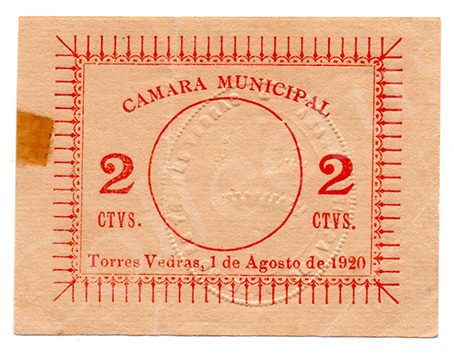 CAMARA MUNICIPAL
2 2
CTVS. CTVS.
Torres Vedras, 1 de Agosto de 1920